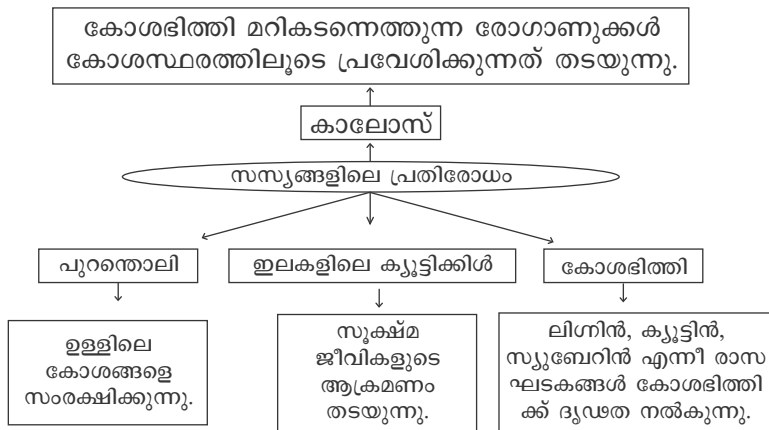 കോശഭിത്തി മറികടന്നെത്തുന്ന രോഗാണുക്കൾ
കോശസ്ഥരത്തിലൂടെ പ്രവേശിക്കുന്നത് തടയുന്നു.
കാലോസ്
സസ്യങ്ങളിലെ പ്രതിരോധം
പുറന്തൊലി
ഇലകളിലെ ക്യൂട്ടിക്കിൾ
കോശഭിത്തി
ഉള്ളിലെ
കോശങ്ങളെ
സംരക്ഷിക്കുന്നു.
സൂക്ഷ്മ
ജീവികളുടെ
ആക്രമണം
തടയുന്നു.
ലിഗ്നിൻ, ക്യൂട്ടിൻ,
സ്യുബേറിൻ എന്നീ രാസ
ഘടകങ്ങൾ കോശഭിത്തി
ക്ക് ദൃഢത നൽകുന്നു.